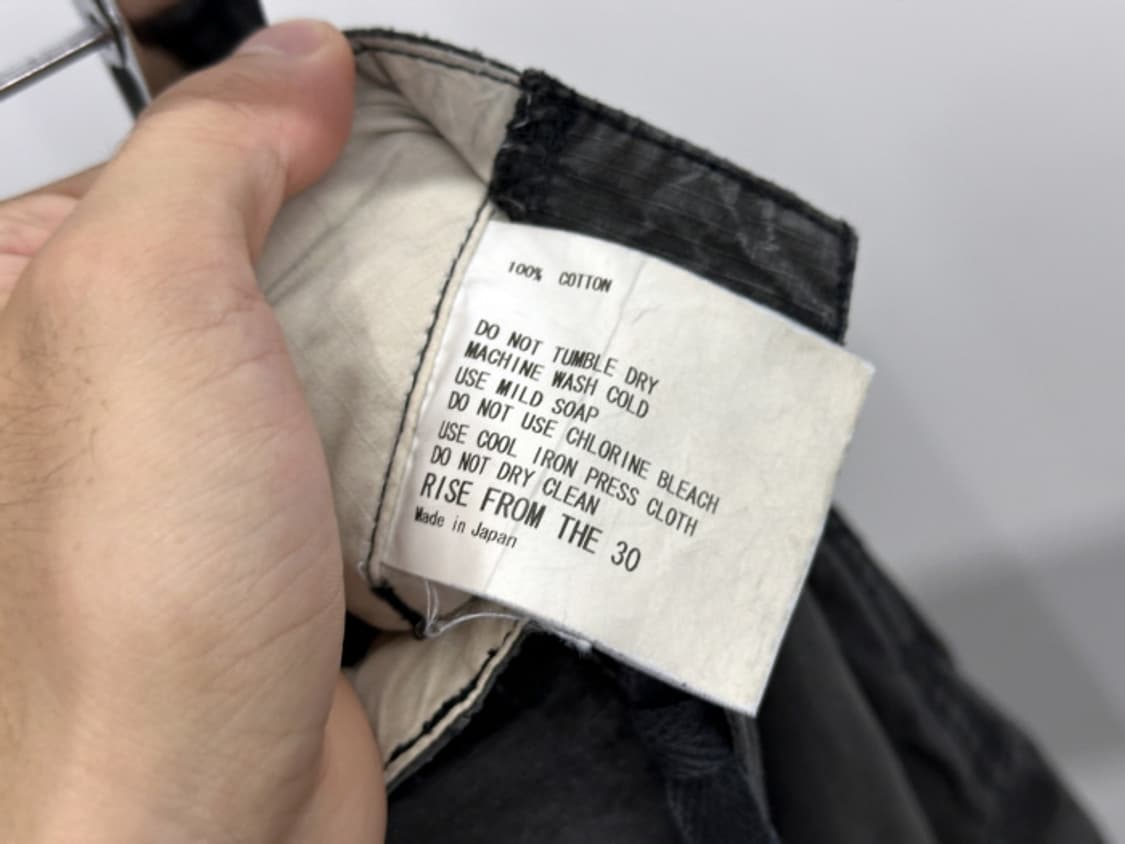 100% COTTON
DO NOT TUMBLE DRY
MACHINE WASH COLD
USE MILD SOAP
DO NOT USE CHLORINE BLEACH
USE COOL IRON PRESS CLOTH
DO NOT DRY CLEAN
RISE FROM THE 30
Made in Japan